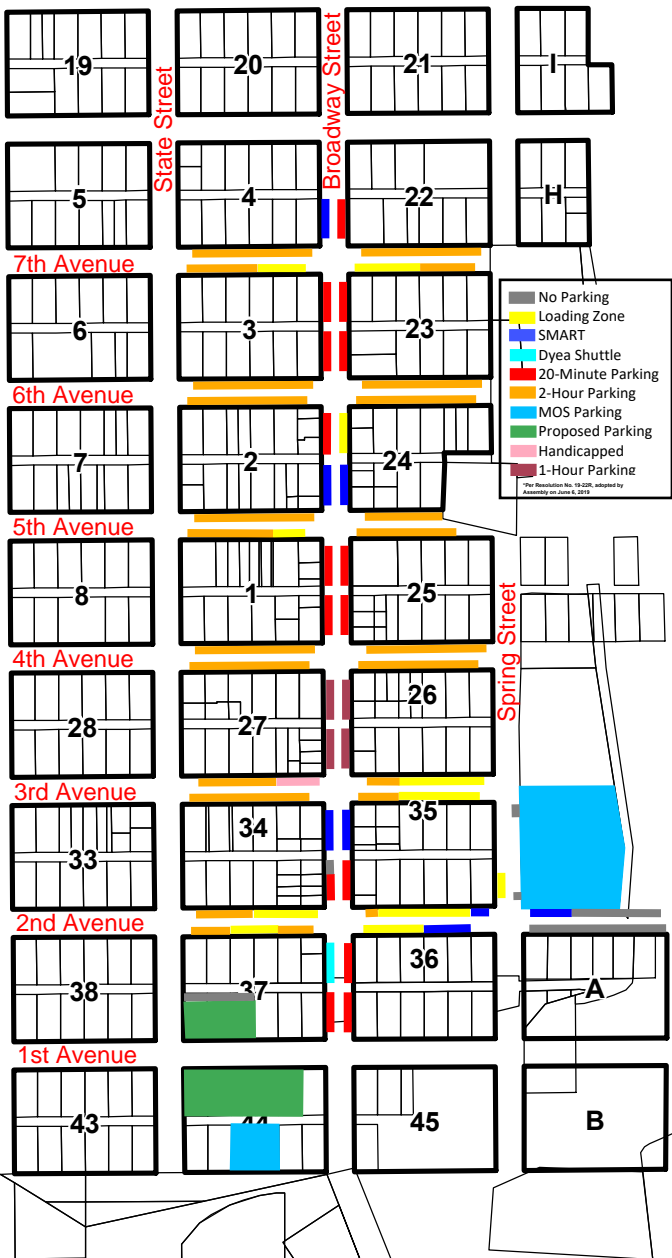 19
20
21
I
State Street
Broadway Street
5
4
22
H
7th Avenue
6
3
23
No Parking
Loading Zone
SMART
Dyea Shuttle
20-Minute Parking
2-Hour Parking
MOS Parking
Proposed Parking
Handicapped
1-Hour Parking
*Per Resolution No. 19-22R, adopted by
Assembly on June 6, 2019
6th Avenue
7
2
24
5th Avenue
8
1
25
Spring Street
4th Avenue
28
27
26
3rd Avenue
33
34
35
2nd Avenue
38
37
36
A
1st Avenue
43
44
45
B